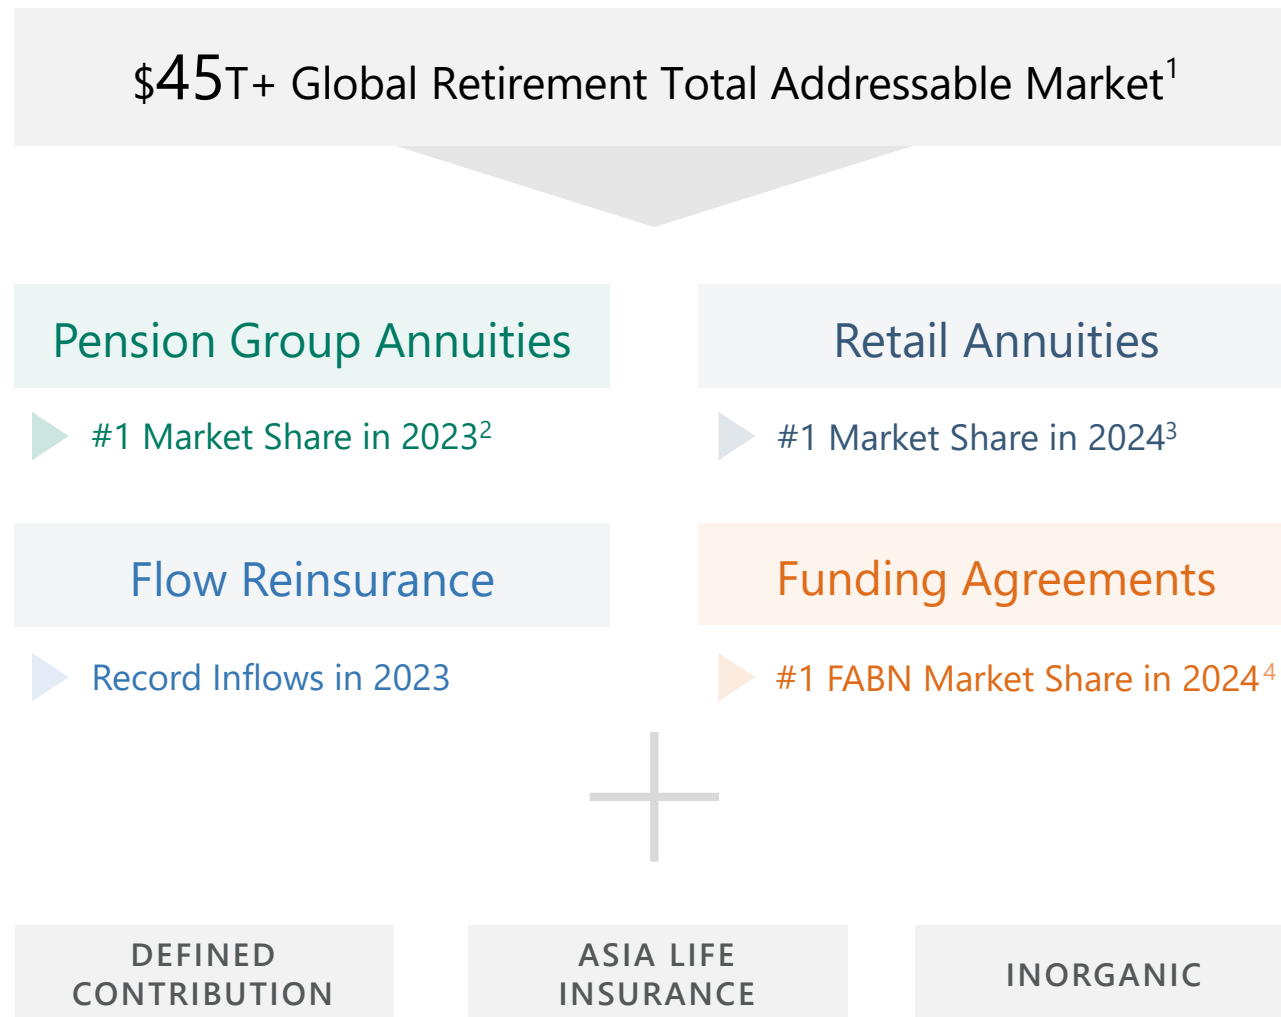 $45T+ Global Retirement Total Addressable Market1
Pension Group Annuities
Retail Annuities
#1 Market Share in 20232
#1 Market Share in 20243
Flow Reinsurance
Funding Agreements
Record Inflows in 2023
#1 FABN Market Share in 20244
DEFINED
CONTRIBUTION
ASIA LIFE
INSURANCE
INORGANIC